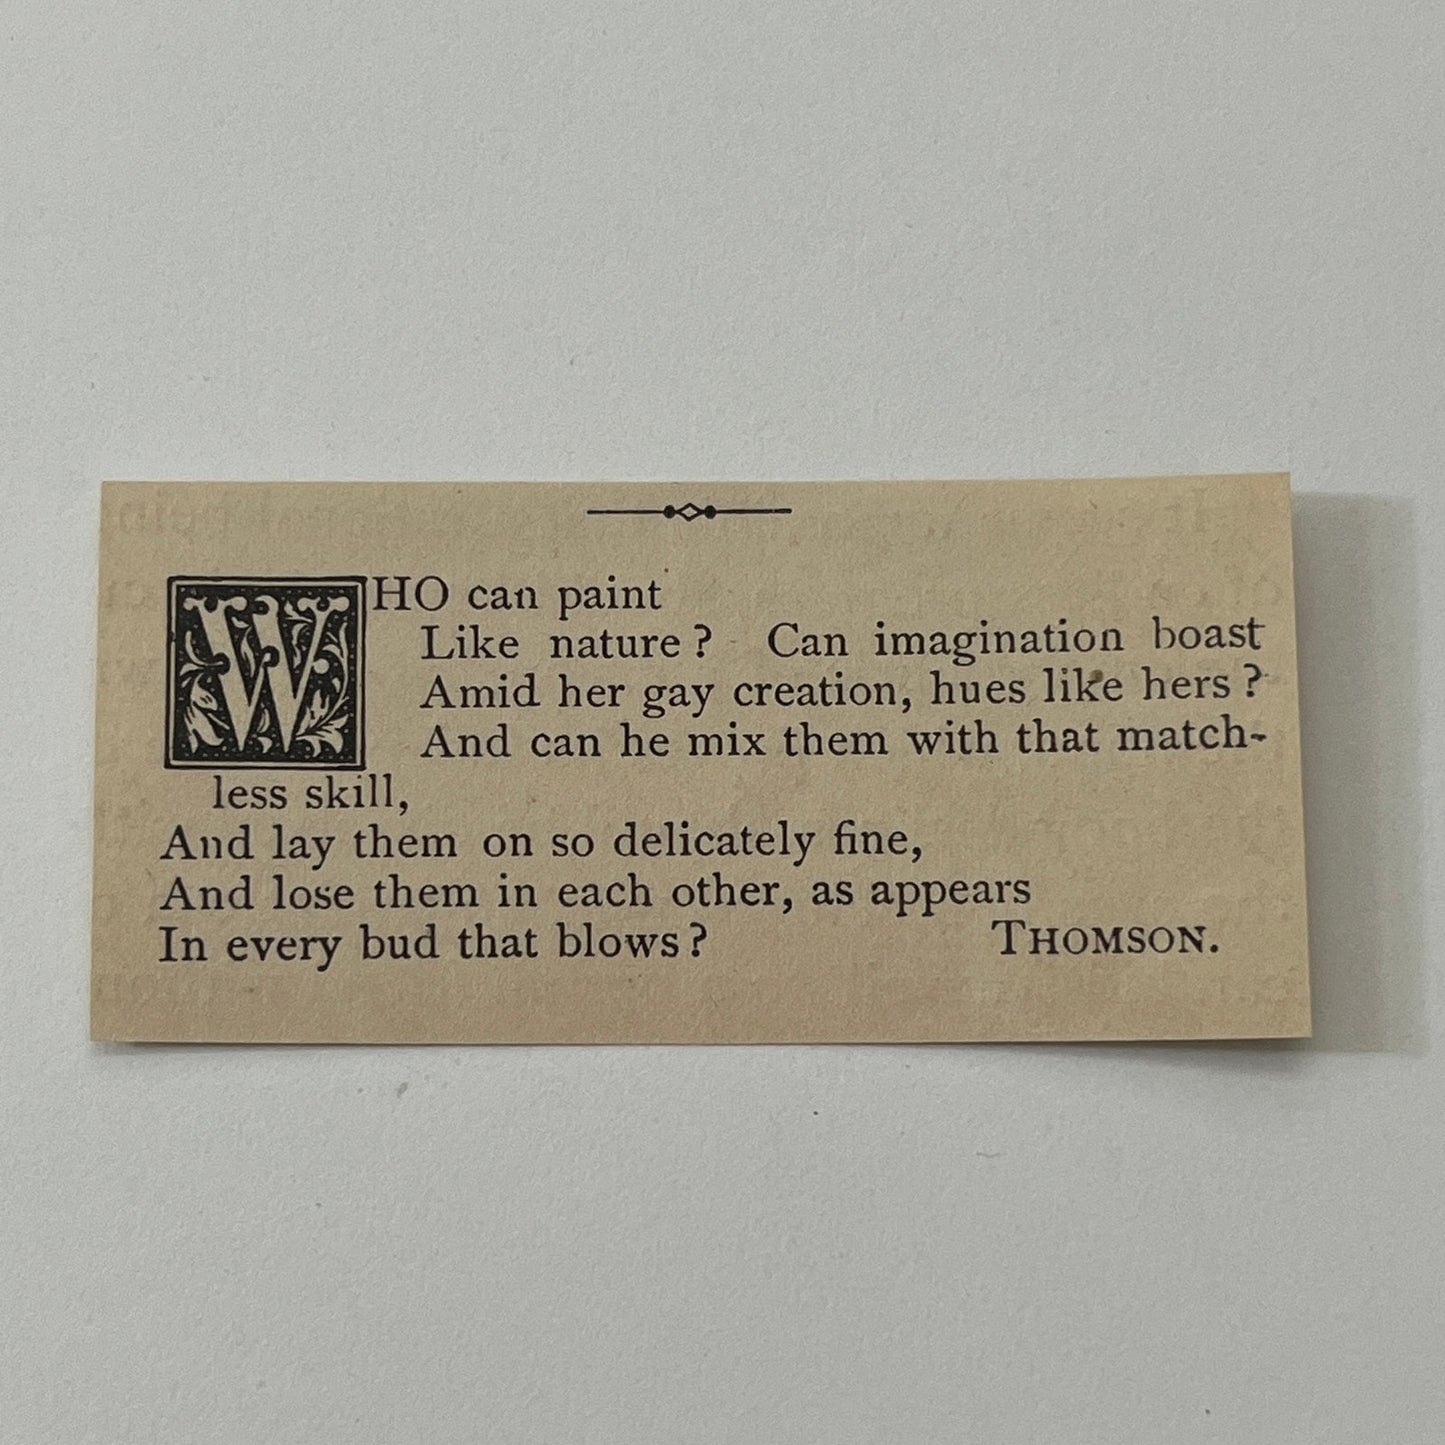 WHO can paint
Like nature? Can imagination boast
Amid her gay creation, hues like hers?
And can he mix them with that match-
less skill,
And lay them on so delicately fine,
And lose them in each other, as appears
In every bud that blows? THOMSON.